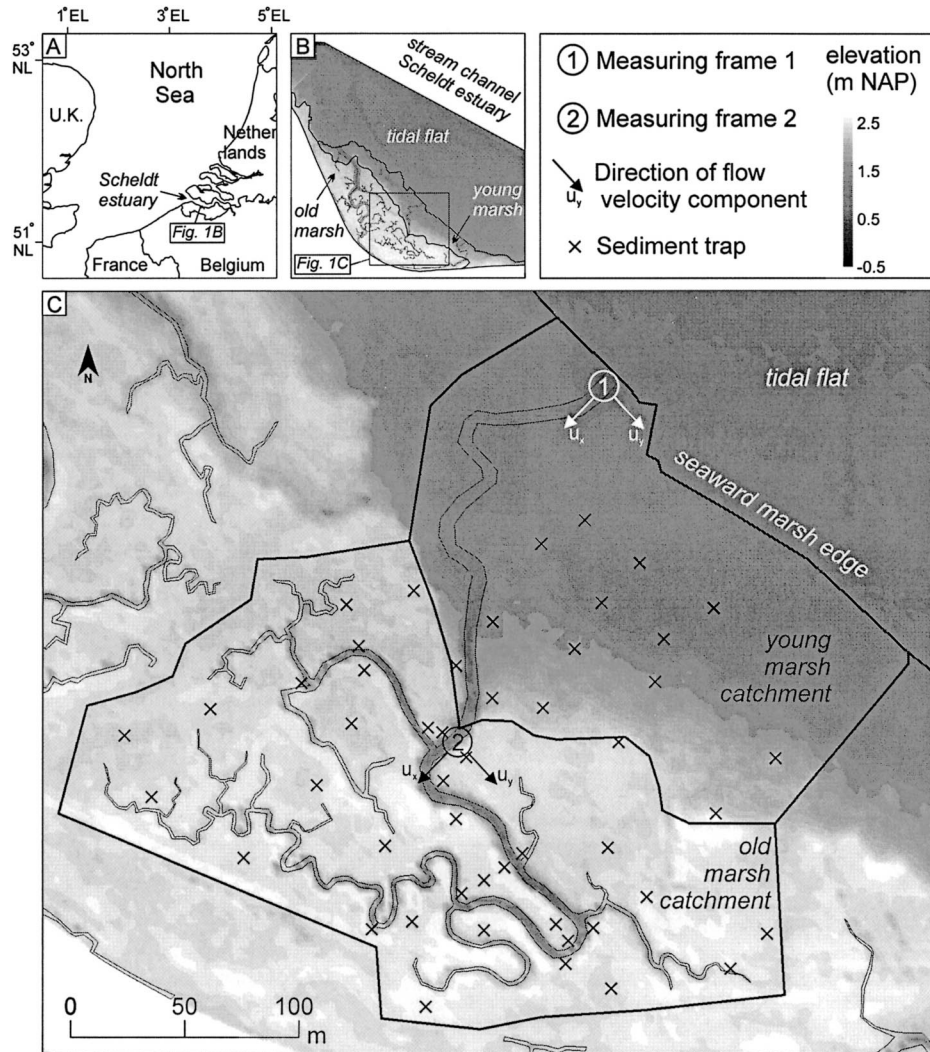 1°EL 3°EL 5°EL
53°
NL
51°
NL
A
North
Sea
U.K.
Nether
lands
Scheldt
estuary
Fig. 1B
France
Belgium
B
stream channel
Scheldt estuary
tidal flat
old
marsh
young
marsh
Fig. 1C
1 Measuring frame 1
2 Measuring frame 2
Direction of flow
uy velocity component
× Sediment trap
elevation
(m NAP)
2.5
1.5
0.5
-0.5
C
N
1
ux
uy
tidal flat
seaward marsh edge
young
marsh
catchment
2
ux
uy
old
marsh
catchment
0 50 100
m